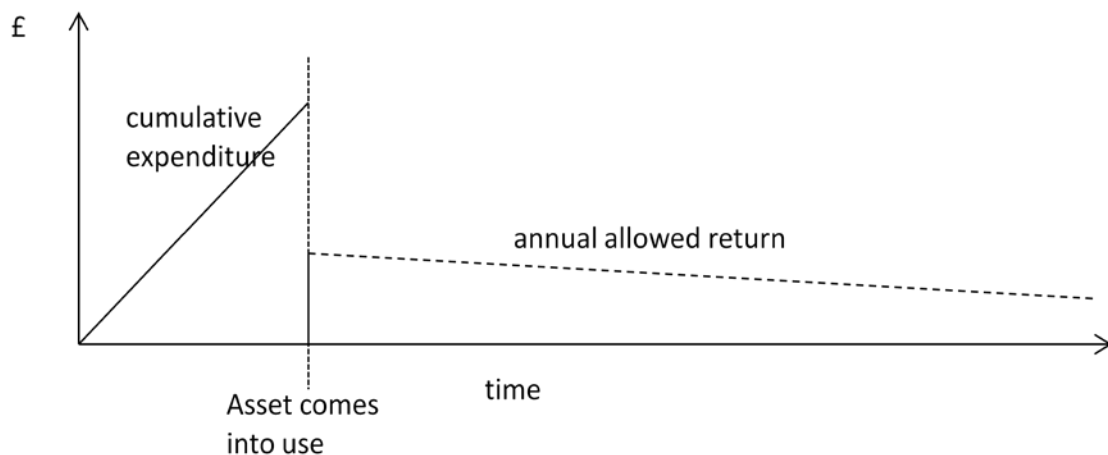 £
cumulative
expenditure
annual allowed return
time
Asset comes
into use